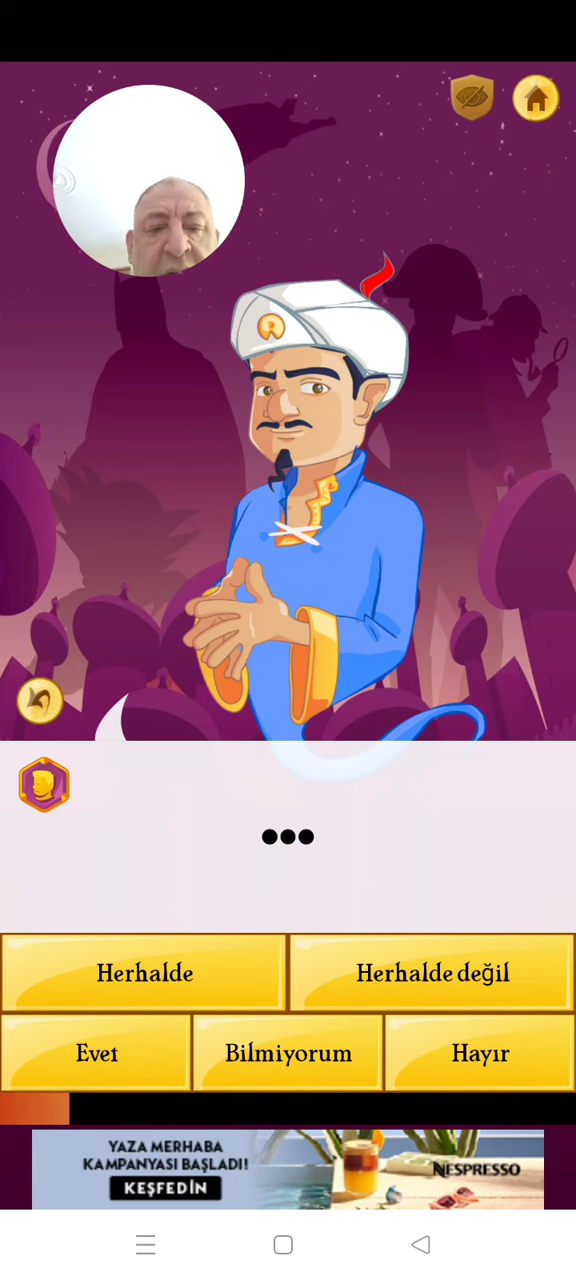 Herhalde
Herhalde değil
Evet
Bilmiyorum
Hayır
YAZA MERHABA
KAMPANYASI BAŞLADI!
KEŞFEDİN
NESPRESSO